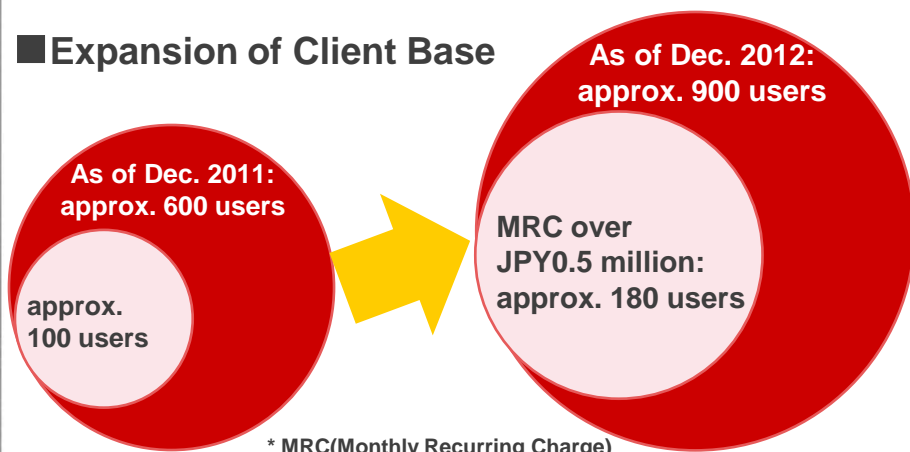 ■Expansion of Client Base
As of Dec. 2011:
approx. 600 users
approx.
100 users
As of Dec. 2012:
approx. 900 users
MRC over
JPY0.5 million:
approx. 180 users
* MRC(Monthly Recurring Charge)